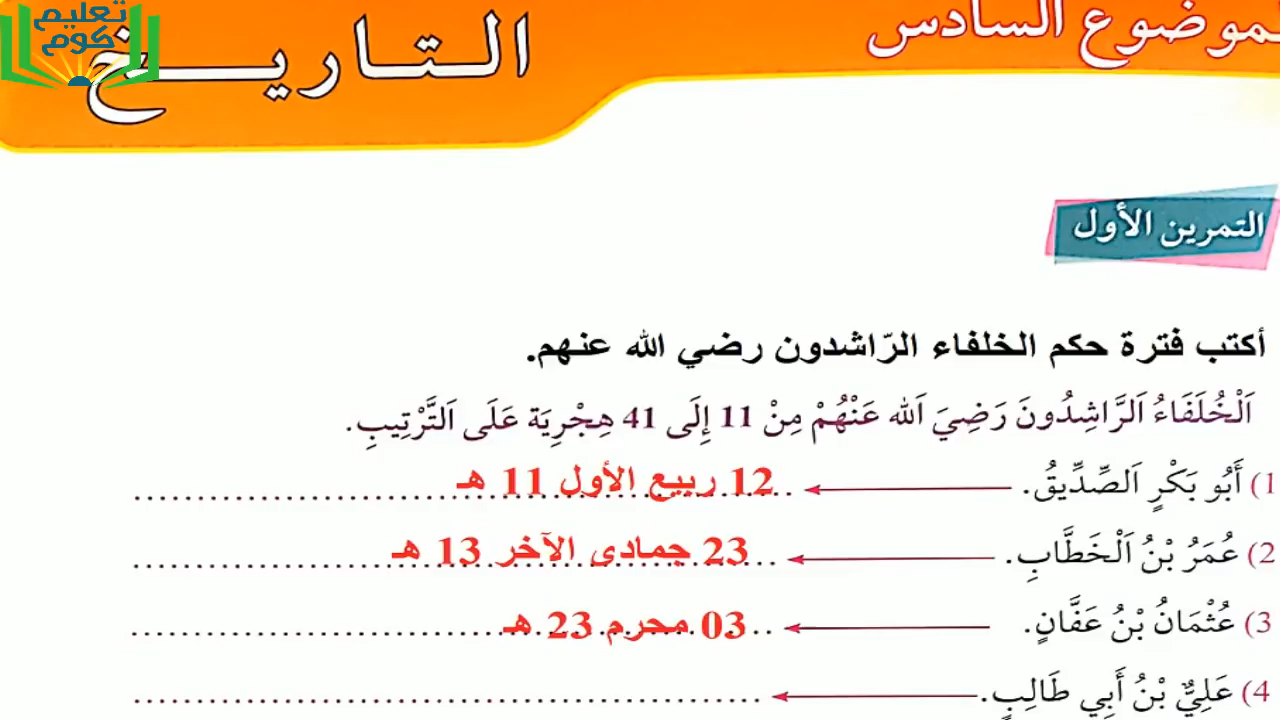 تعليم كوم
لموضوع السادس
التاريخ
التمرين الأول
أكتب فترة حكم الخلفاء الرّاشدون رضي الله عنهم.
اَلْخُلَفَاءُ اَلرَّاشِدُونَ رَضِيَ اَلله عَنْهُمْ مِنْ 11 إِلَى 41 هِجْرِيَة عَلَى اَلتَّرْتِيبِ.
1) أَبُو بَكْرٍ اَلصِّدِّيقُ. 12 ربيع الأول 11 هـ
2) عُمَرُ بْنُ اَلْخَطَّابِ. 23 جمادى الآخر 13 هـ
3) عُثْمَانُ بْنُ عَفَّانٍ. 03 محرم 23 هـ
4) عَلِيٌّ بْنُ أَبِي طَالِبٍ.